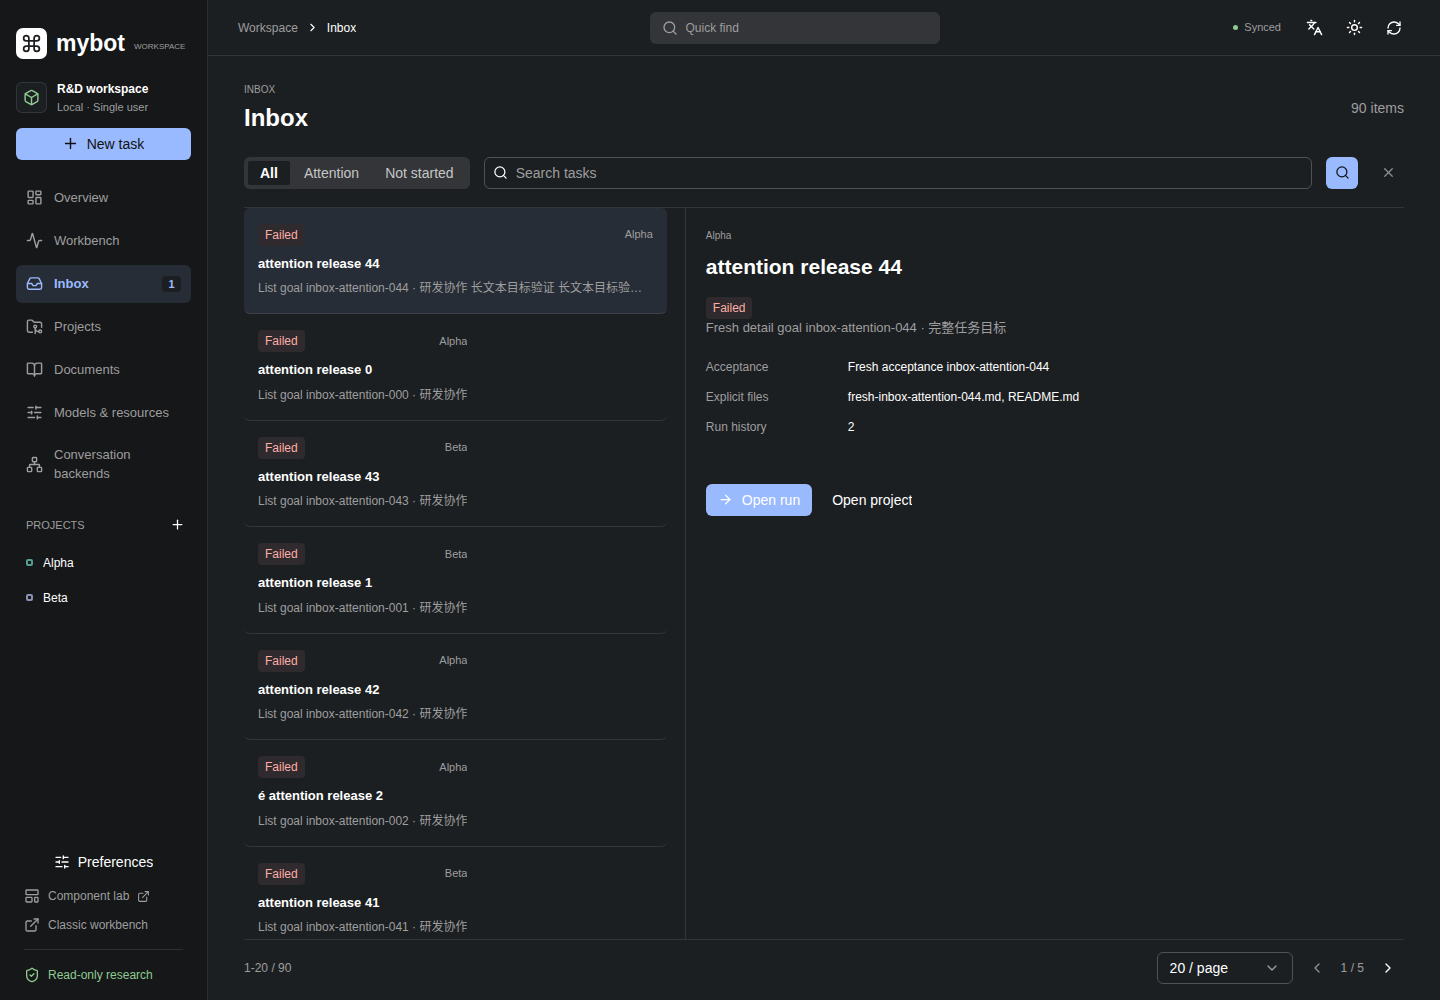 mybot WORKSPACE
R&D workspace
Local · Single user
New task
Overview
Workbench
Inbox 1
Projects
Documents
Models & resources
Conversation
backends
PROJECTS
Alpha
Beta
Preferences
Component lab
Classic workbench
Read-only research
Workspace Inbox
Quick find
Synced
INBOX
Inbox
90 items
All Attention Not started
Search tasks
Failed Alpha
attention release 44
List goal inbox-attention-044 · 研发协作 长文本目标验证 长文本目标验…
Failed Alpha
attention release 0
List goal inbox-attention-000 · 研发协作
Failed Beta
attention release 43
List goal inbox-attention-043 · 研发协作
Failed Beta
attention release 1
List goal inbox-attention-001 · 研发协作
Failed Alpha
attention release 42
List goal inbox-attention-042 · 研发协作
Failed Alpha
é attention release 2
List goal inbox-attention-002 · 研发协作
Failed Beta
attention release 41
List goal inbox-attention-041 · 研发协作
Alpha
attention release 44
Failed
Fresh detail goal inbox-attention-044 · 完整任务目标
Acceptance Fresh acceptance inbox-attention-044
Explicit files fresh-inbox-attention-044.md, README.md
Run history 2
Open run Open project
1-20 / 90
20 / page
1 / 5